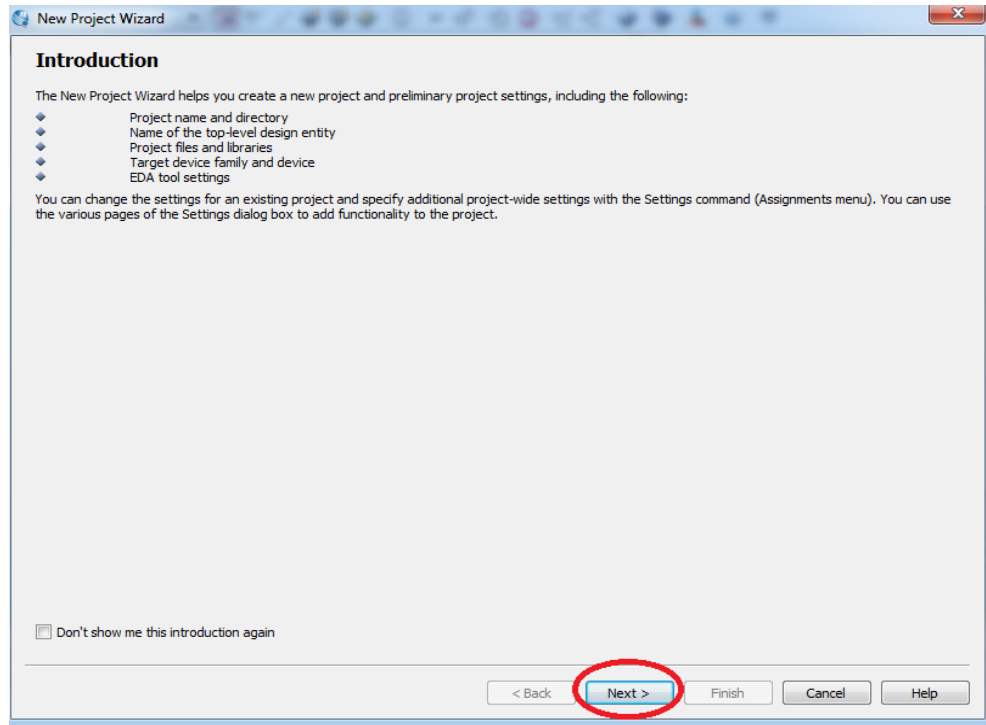 New Project Wizard
Introduction
The New Project Wizard helps you create a new project and preliminary project settings, including the following:
Project name and directory
Name of the top-level design entity
Project files and libraries
Target device family and device
EDA tool settings
You can change the settings for an existing project and specify additional project-wide settings with the Settings command (Assignments menu). You can use
the various pages of the Settings dialog box to add functionality to the project.
Don't show me this introduction again
< Back Next > Finish Cancel Help